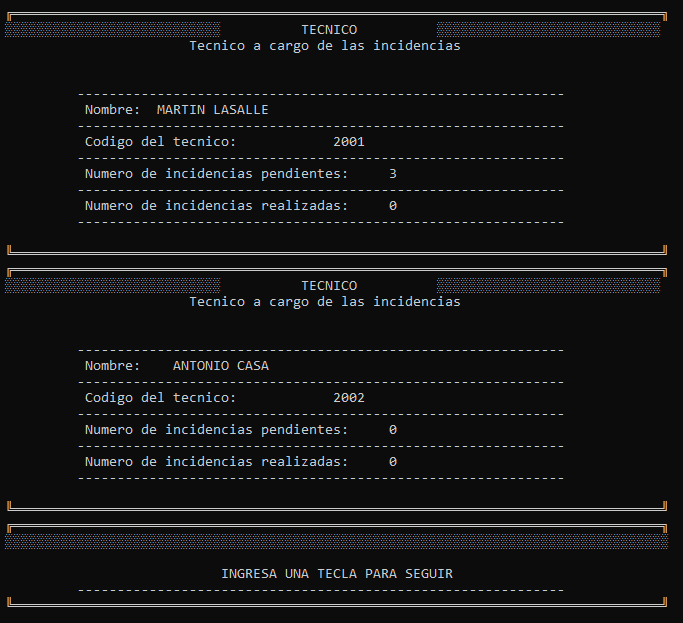 TECNICO
Tecnico a cargo de las incidencias
Nombre: MARTIN LASALLE
Codigo del tecnico: 2001
Numero de incidencias pendientes: 3
Numero de incidencias realizadas: 0
TECNICO
Tecnico a cargo de las incidencias
Nombre: ANTONIO CASA
Codigo del tecnico: 2002
Numero de incidencias pendientes: 0
Numero de incidencias realizadas: 0
INGRESA UNA TECLA PARA SEGUIR